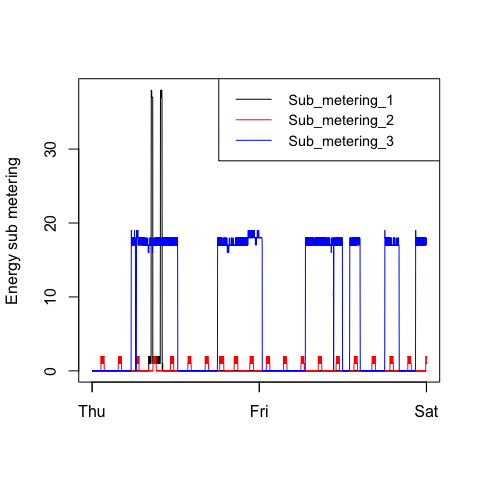 Sub_metering_1
Sub_metering_2
Sub_metering_3
Energy sub metering
30
20
10
0
Thu Fri Sat